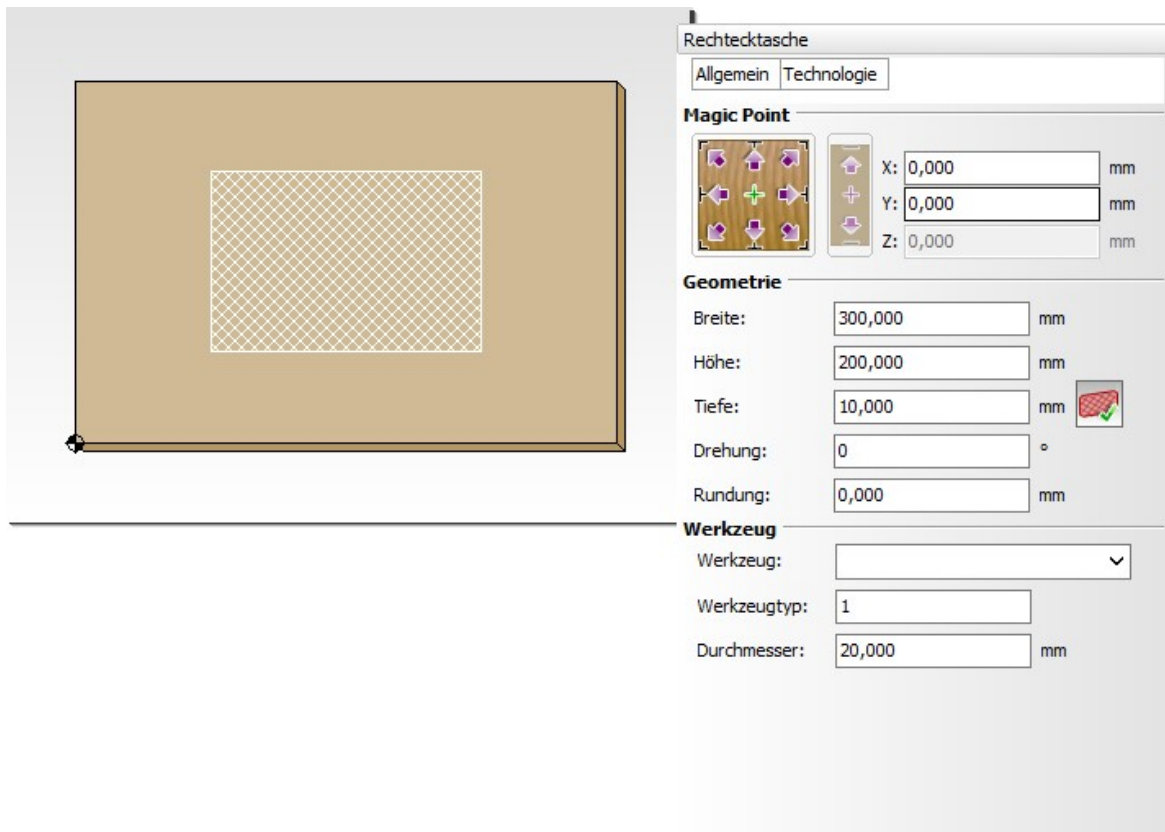 Rechtecktasche
Allgemein Technologie
Magic Point
X: 0,000 mm
Y: 0,000 mm
Z: 0,000 mm
Geometrie
Breite: 300,000 mm
Höhe: 200,000 mm
Tiefe: 10,000 mm
Drehung: 0 °
Rundung: 0,000 mm
Werkzeug
Werkzeug:
Werkzeugtyp: 1
Durchmesser: 20,000 mm